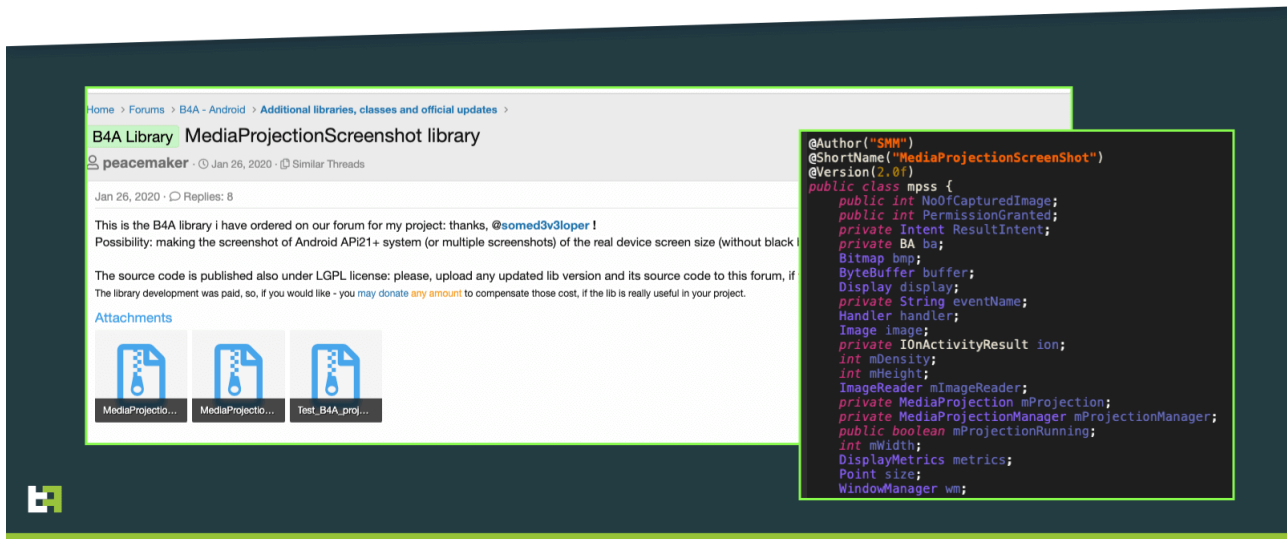 Home > Forums > B4A - Android > Additional libraries, classes and official updates >
B4A Library MediaProjectionScreenshot library
peacemaker · Jan 26, 2020 · Similar Threads
Jan 26, 2020 · Replies: 8
This is the B4A library i have ordered on our forum for my project: thanks, @somed3v3loper !
Possibility: making the screenshot of Android APi21+ system (or multiple screenshots) of the real device screen size (without black
The source code is published also under LGPL license: please, upload any updated lib version and its source code to this forum, if
The library development was paid, so, if you would like - you may donate any amount to compensate those cost, if the lib is really useful in your project.
Attachments
MediaProjectio...
MediaProjectio...
Test_B4A_proj...
@Author("SMM")
@ShortName("MediaProjectionScreenShot")
@Version(2.0f)
public class mpss {
public int NoOfCapturedImage;
public int PermissionGranted;
private Intent ResultIntent;
private BA ba;
Bitmap bmp;
ByteBuffer buffer;
Display display;
private String eventName;
Handler handler;
Image image;
private IOnActivityResult ion;
int mDensity;
int mHeight;
ImageReader mImageReader;
private MediaProjection mProjection;
private MediaProjectionManager mProjectionManager;
public boolean mProjectionRunning;
int mWidth;
DisplayMetrics metrics;
Point size;
WindowManager wm;